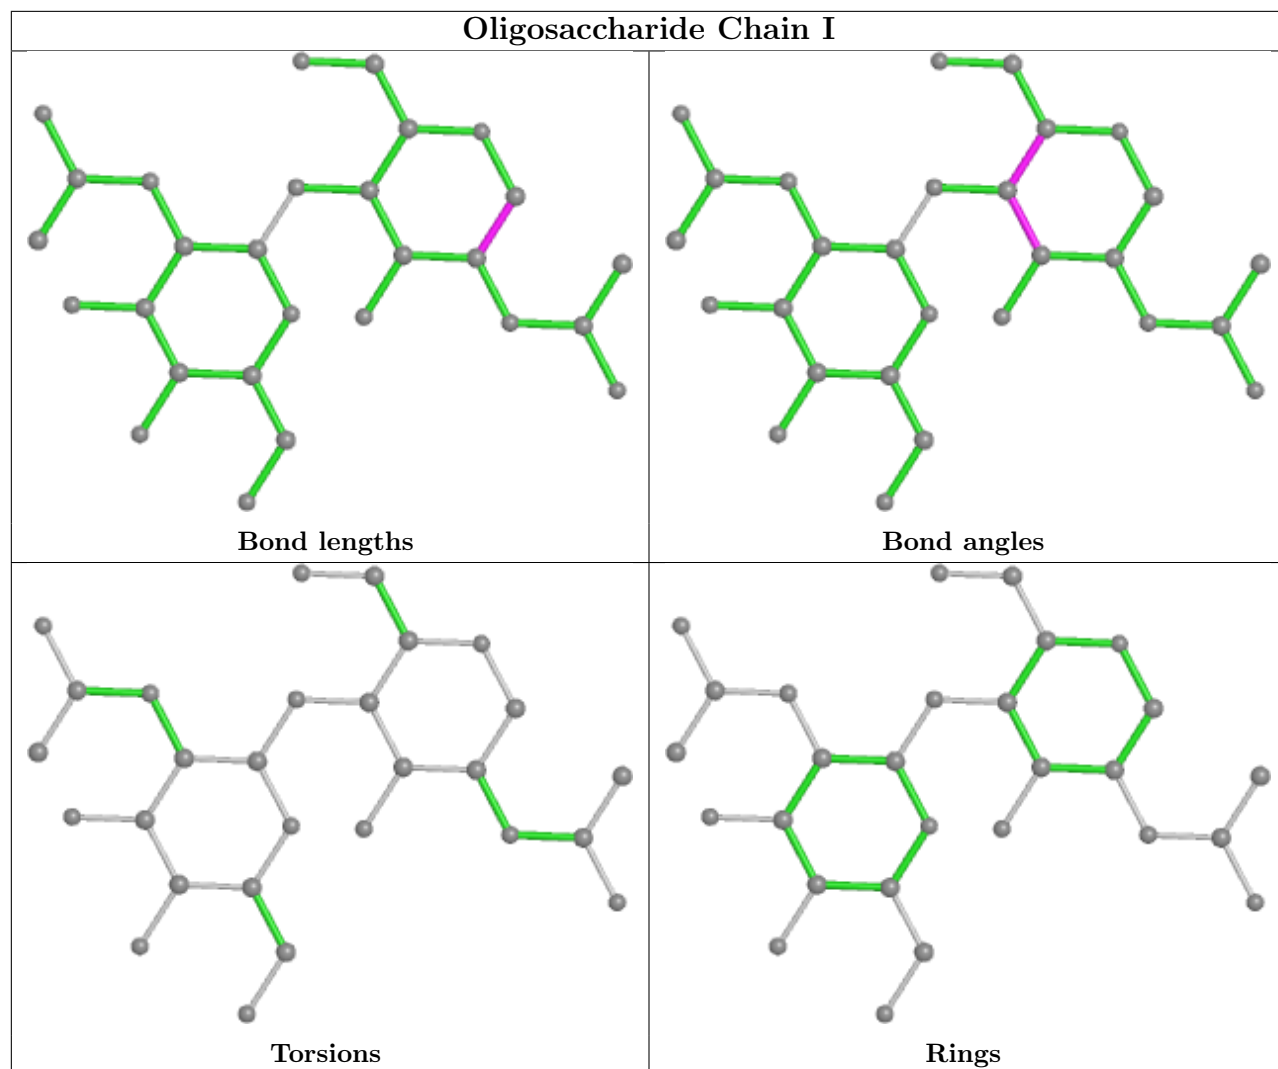 Oligosaccharide Chain I
Bond lengths
Bond angles
Torsions
Rings